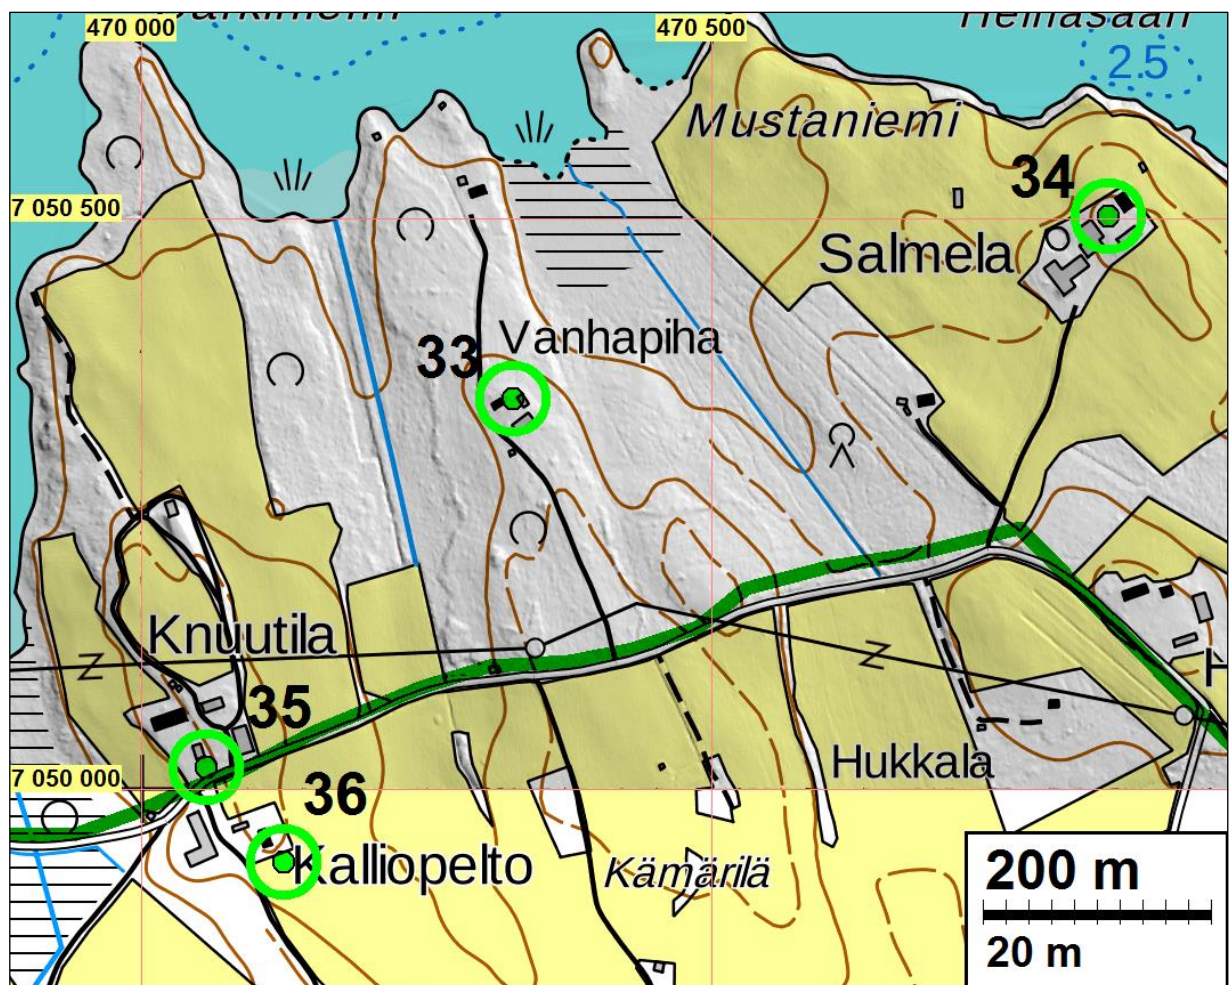 470 000
470 500
2.5
Mustaniemi
34
7 050 500
Salmela
Vanhapiha
33
Knuutila
35
Hukkala
7 050 000
36
Kalliopelto
Kämärilä
200 m
20 m